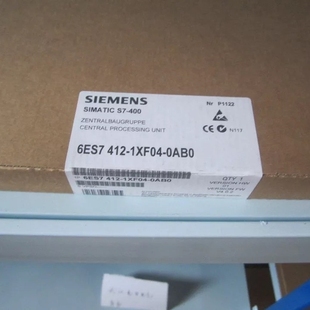 SIEMENS
SIMATIC S7-400
Nr P1122
ZENTRALBAUGRUPPE
CENTRAL PROCESSING UNIT
N117
6ES7 412-1XF04-0AB0
6ES7 412-1XF04-0AB0
QTY 1